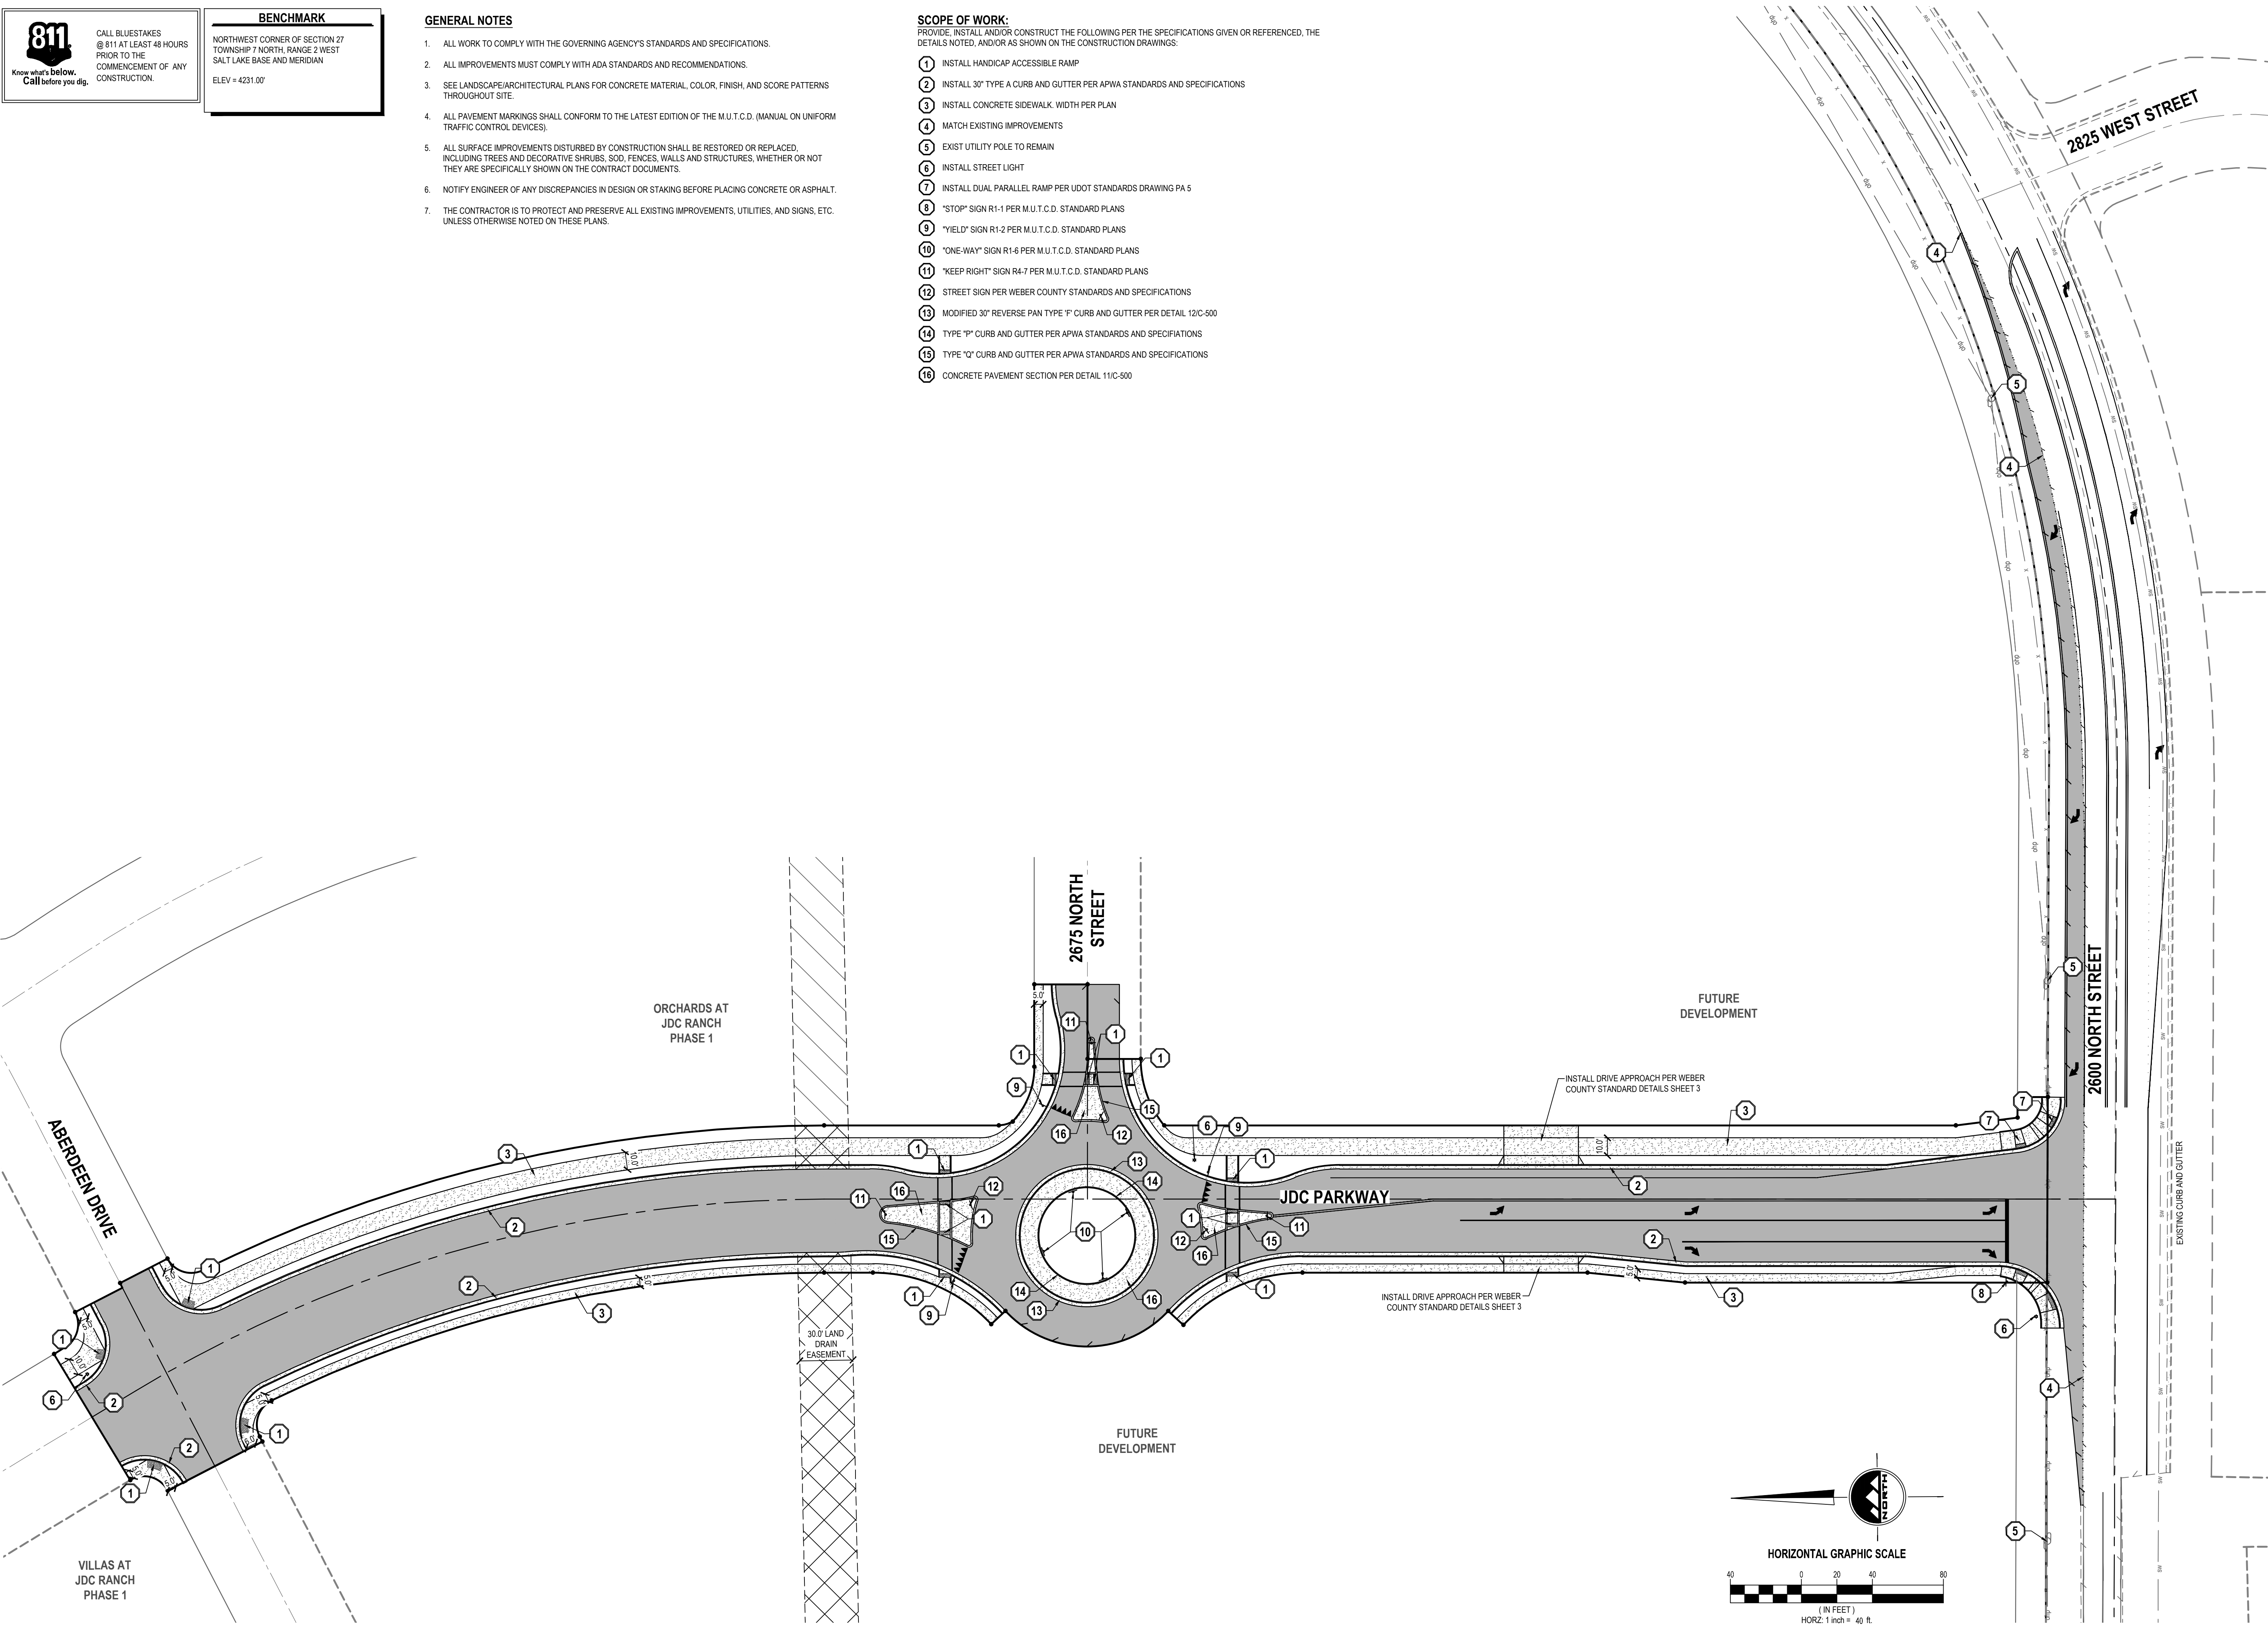 811
Know what's below.
Call before you dig.
CALL BLUESTAKES
@ 811 AT LEAST 48 HOURS
PRIOR TO THE
COMMENCEMENT OF ANY
CONSTRUCTION.
BENCHMARK
NORTHWEST CORNER OF SECTION 27
TOWNSHIP 7 NORTH, RANGE 2 WEST
SALT LAKE BASE AND MERIDIAN
ELEV = 4231.00'
GENERAL NOTES
1. ALL WORK TO COMPLY WITH THE GOVERNING AGENCY'S STANDARDS AND SPECIFICATIONS.
2. ALL IMPROVEMENTS MUST COMPLY WITH ADA STANDARDS AND RECOMMENDATIONS.
3. SEE LANDSCAPE/ARCHITECTURAL PLANS FOR CONCRETE MATERIAL, COLOR, FINISH, AND SCORE PATTERNS
THROUGHOUT SITE.
4. ALL PAVEMENT MARKINGS SHALL CONFORM TO THE LATEST EDITION OF THE M.U.T.C.D. (MANUAL ON UNIFORM
TRAFFIC CONTROL DEVICES).
5. ALL SURFACE IMPROVEMENTS DISTURBED BY CONSTRUCTION SHALL BE RESTORED OR REPLACED,
INCLUDING TREES AND DECORATIVE SHRUBS, SOD, FENCES, WALLS AND STRUCTURES, WHETHER OR NOT
THEY ARE SPECIFICALLY SHOWN ON THE CONTRACT DOCUMENTS.
6. NOTIFY ENGINEER OF ANY DISCREPANCIES IN DESIGN OR STAKING BEFORE PLACING CONCRETE OR ASPHALT.
7. THE CONTRACTOR IS TO PROTECT AND PRESERVE ALL EXISTING IMPROVEMENTS, UTILITIES, AND SIGNS, ETC.
UNLESS OTHERWISE NOTED ON THESE PLANS.
SCOPE OF WORK:
PROVIDE, INSTALL AND/OR CONSTRUCT THE FOLLOWING PER THE SPECIFICATIONS GIVEN OR REFERENCED, THE
DETAILS NOTED, AND/OR AS SHOWN ON THE CONSTRUCTION DRAWINGS:
1 INSTALL HANDICAP ACCESSIBLE RAMP
2 INSTALL 30" TYPE A CURB AND GUTTER PER APWA STANDARDS AND SPECIFICATIONS
3 INSTALL CONCRETE SIDEWALK. WIDTH PER PLAN
4 MATCH EXISTING IMPROVEMENTS
5 EXIST UTILITY POLE TO REMAIN
6 INSTALL STREET LIGHT
7 INSTALL DUAL PARALLEL RAMP PER UDOT STANDARDS DRAWING PA 5
8 "STOP" SIGN R1-1 PER M.U.T.C.D. STANDARD PLANS
9 "YIELD" SIGN R1-2 PER M.U.T.C.D. STANDARD PLANS
10 "ONE-WAY" SIGN R1-6 PER M.U.T.C.D. STANDARD PLANS
11 "KEEP RIGHT" SIGN R4-7 PER M.U.T.C.D. STANDARD PLANS
12 STREET SIGN PER WEBER COUNTY STANDARDS AND SPECIFICATIONS
13 MODIFIED 30" REVERSE PAN TYPE 'F' CURB AND GUTTER PER DETAIL 12/C-500
14 TYPE "P" CURB AND GUTTER PER APWA STANDARDS AND SPECIFIATIONS
15 TYPE "Q" CURB AND GUTTER PER APWA STANDARDS AND SPECIFICATIONS
16 CONCRETE PAVEMENT SECTION PER DETAIL 11/C-500
2825 WEST STREET
4
5
4
5
2600 NORTH STREET
EXISTING CURB AND GUTTER
2675 NORTH
STREET
ORCHARDS AT
JDC RANCH
PHASE 1
FUTURE
DEVELOPMENT
INSTALL DRIVE APPROACH PER WEBER
COUNTY STANDARD DETAILS SHEET 3
ABERDEEN DRIVE
JDC PARKWAY
INSTALL DRIVE APPROACH PER WEBER
COUNTY STANDARD DETAILS SHEET 3
30.0' LAND
DRAIN
EASEMENT
FUTURE
DEVELOPMENT
VILLAS AT
JDC RANCH
PHASE 1
NORTH
HORIZONTAL GRAPHIC SCALE
40 0 20 40 80
( IN FEET )
HORZ: 1 inch = 40 ft.